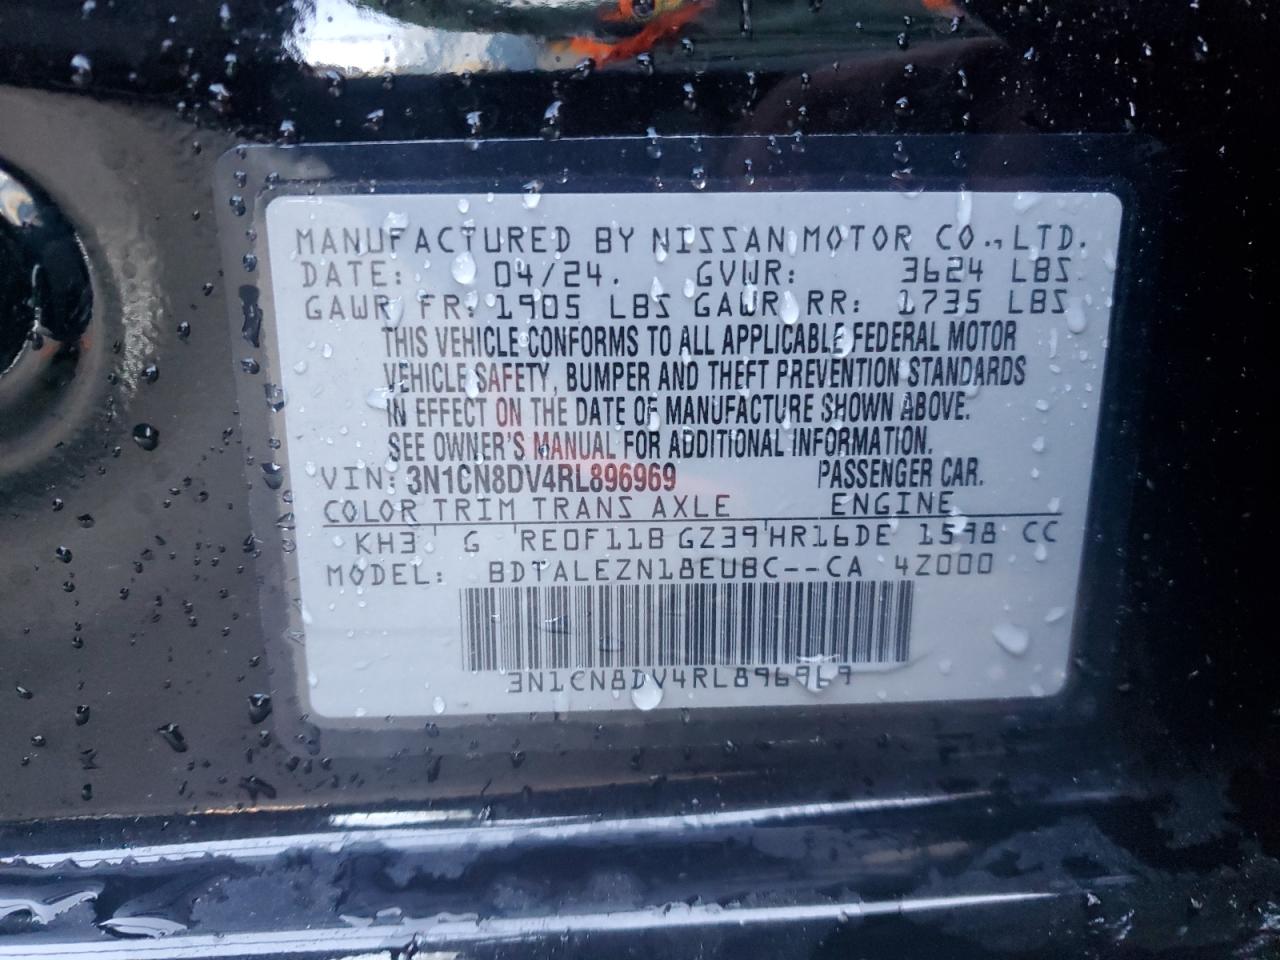 MANUFACTURED BY NISSAN MOTOR CO., LTD.
DATE: 04/24. GVWR: 3624 LBS
GAWR FR: 1905 LBS GAWR RR: 1735 LBS
THIS VEHICLE CONFORMS TO ALL APPLICABLE FEDERAL MOTOR
VEHICLE SAFETY, BUMPER AND THEFT PREVENTION STANDARDS
IN EFFECT ON THE DATE OF MANUFACTURE SHOWN ABOVE.
SEE OWNER'S MANUAL FOR ADDITIONAL INFORMATION.
VIN: 3N1CN8DV4RL896969 PASSENGER CAR.
COLOR TRIM TRANS AXLE ENGINE
KH3 G RE0F11B GZ39 HR16DE 1598 CC
MODEL: BDTALEZN18EUBC--CA 4Z000
3N1CN8DV4RL896969